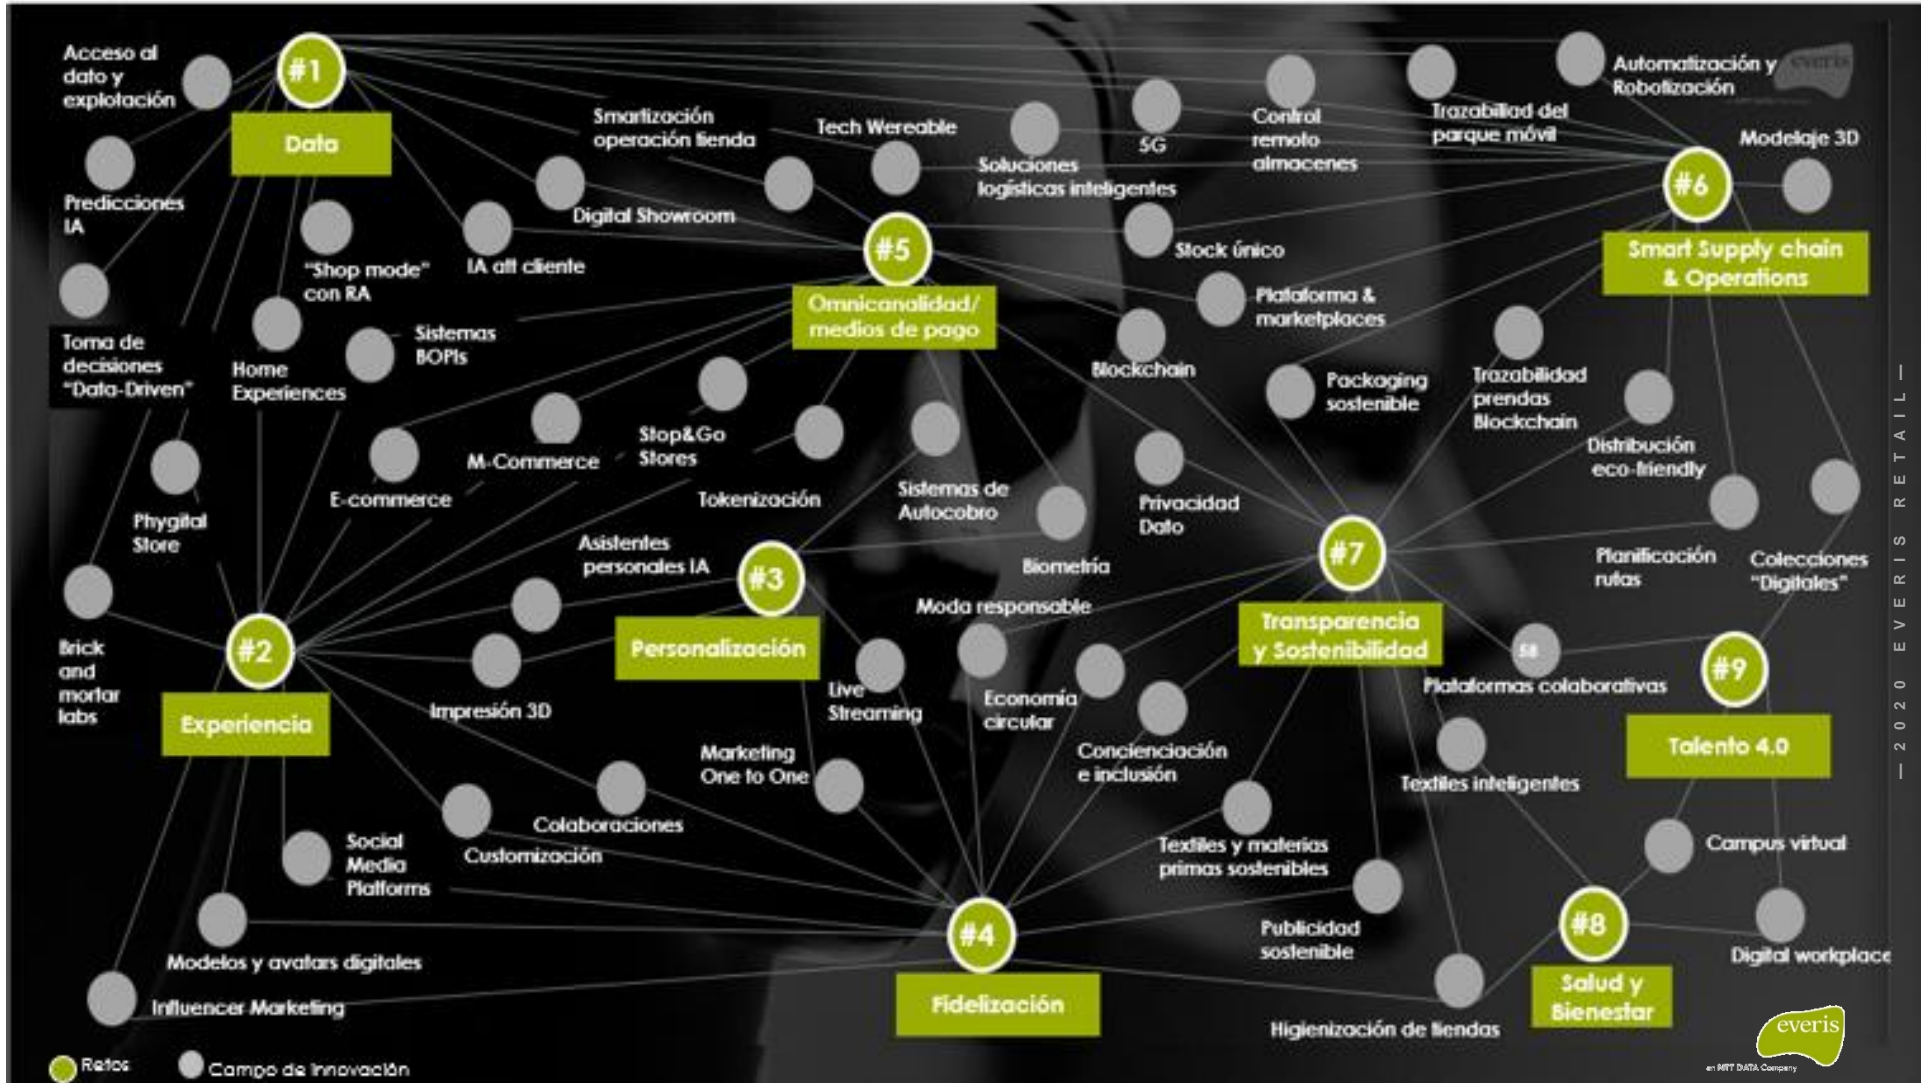 Acceso al
dato y
explotación
#1
Data
Predicciones
IA
Toma de
decisiones
"Data-Driven"
"Shop mode"
con RA
Home
Experiences
Sistemas
BOPIs
IA att cliente
Digital Showroom
Smartización
operación tienda
Tech Wereable
Soluciones
logísticas inteligentes
5G
Control
remoto
almacenes
Trazabiliad del
parque móvil
Automatización y
Robotización
everis
Modelaje 3D
#6
Smart Supply chain
& Operations
#5
Omnicanalidad/
medios de pago
Stock único
Plataforma &
marketplaces
Blockchain
Packaging
sostenible
Trazabilidad
prendas
Blockchain
Distribución
eco-friendly
Planificación
rutas
Colecciones
"Digitales"
Phygital
Store
E-commerce
M-Commerce
Stop&Go
Stores
Tokenización
Sistemas de
Autocobro
Biometría
Privacidad
Dato
Brick
and
mortar
labs
#2
Experiencia
Asistentes
personales IA
#3
Personalización
Impresión 3D
Live
Streaming
Moda responsable
Economía
circular
Concienciación
e inclusión
#7
Transparencia
y Sostenibilidad
58
Plataformas colaborativas
#9
Talento 4.0
Textiles inteligentes
Marketing
One to One
Colaboraciones
Customización
Social
Media
Platforms
Modelos y avatars digitales
Influencer Marketing
#4
Fidelización
Textiles y materias
primas sostenibles
Publicidad
sostenible
Higienización de tiendas
#8
Salud y
Bienestar
Campus virtual
Digital workplace
Retos
Campo de innovación
— 2020 EVERIS RETAIL —
everis
an NTT DATA Company